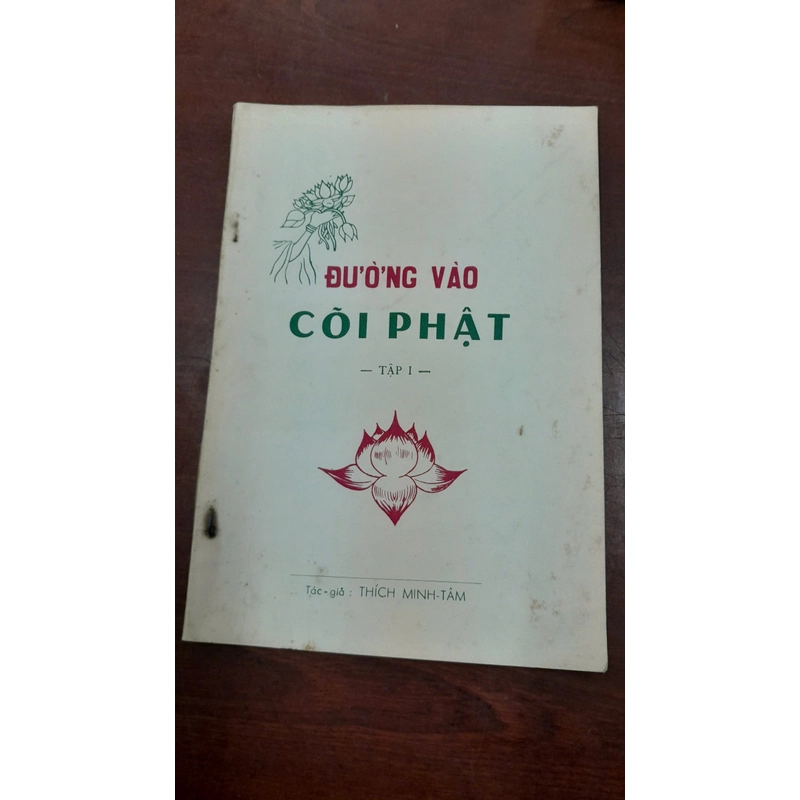 ĐƯỜNG VÀO
CÕI PHẬT
— TẬP I —
Tác-giả : THÍCH MINH-TÂM